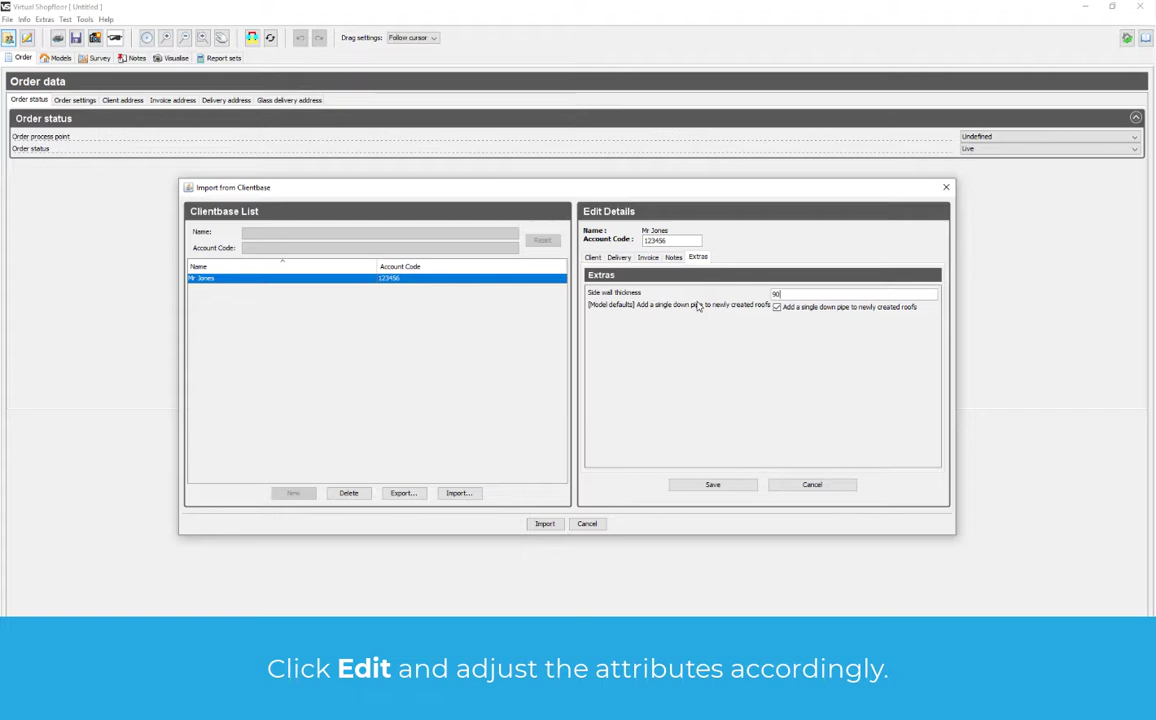 VS Virtual Shopfloor [ Untitled ]
File Info Extras Test Tools Help
Drag settings: Follow cursor
Order Models Survey Notes Visualise Report sets
Order data
Order status Order settings Client address Invoice address Delivery address Glass delivery address
Order status
Order process point Undefined
Order status Live
Import from Clientbase
Clientbase List
Name:
Account Code:
Reset
Name Account Code
Mr Jones 123456
New Delete Export... Import...
Edit Details
Name : Mr Jones
Account Code : 123456
Client Delivery Invoice Notes Extras
Extras
Side wall thickness 90
[Model defaults] Add a single down pipe to newly created roofs Add a single down pipe to newly created roofs
Save Cancel
Import Cancel
Click Edit and adjust the attributes accordingly.